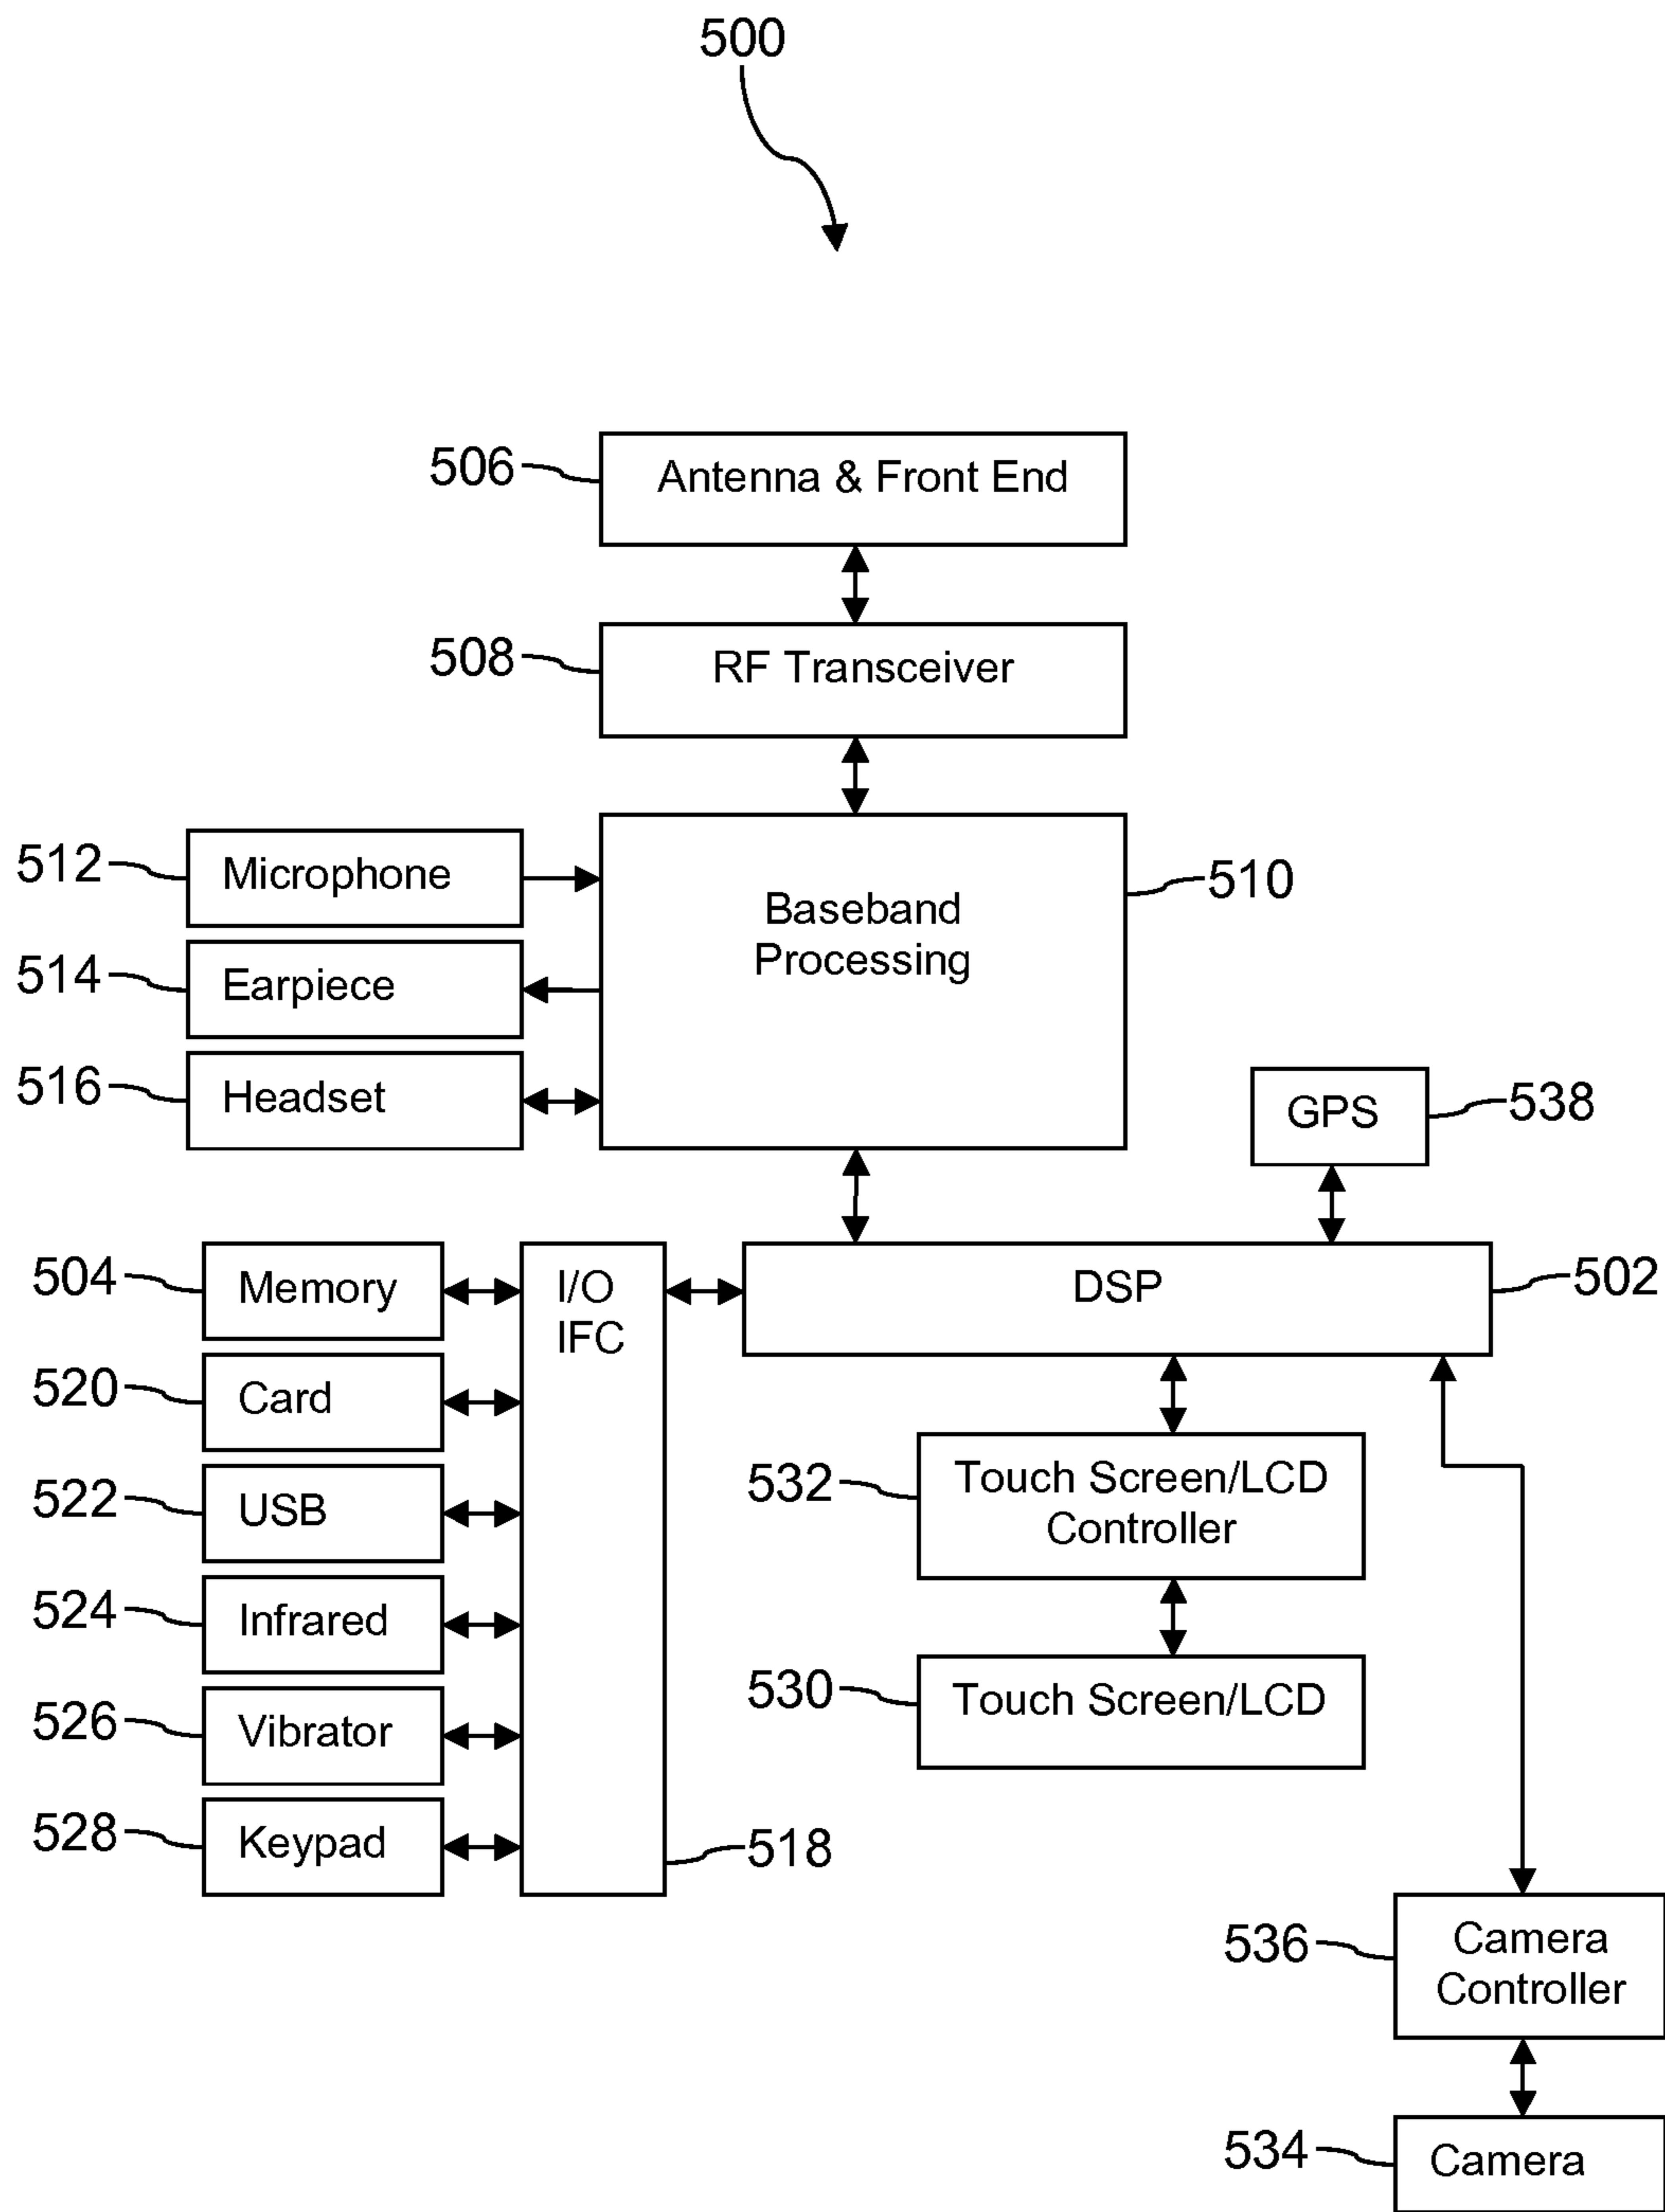 500
506
Antenna & Front End
508
RF Transceiver
512
Microphone
Baseband
Processing
510
514
Earpiece
516
Headset
GPS
538
504
Memory
I/O
IFC
DSP
502
520
Card
522
USB
532
Touch Screen/LCD
Controller
524
Infrared
530
Touch Screen/LCD
526
Vibrator
528
Keypad
518
536
Camera
Controller
534
Camera